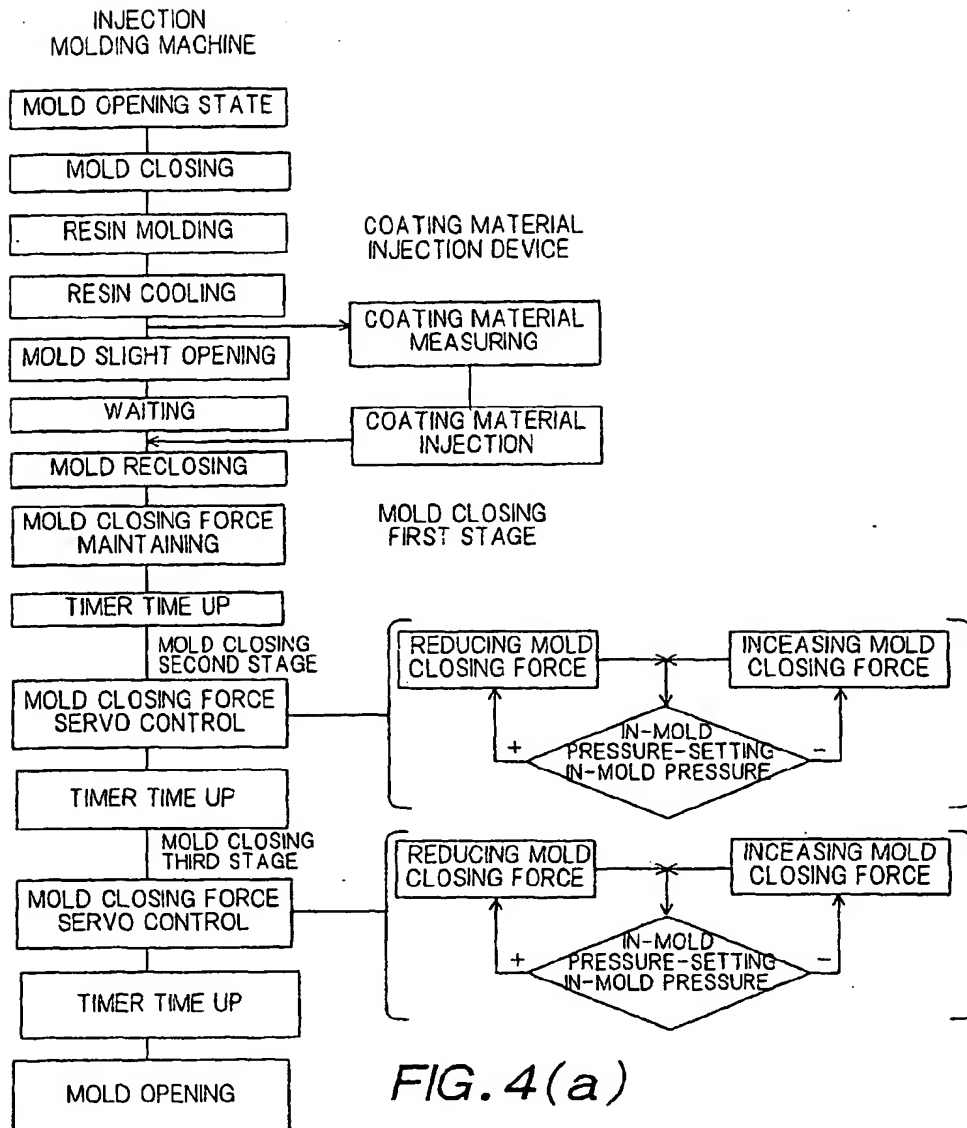 INJECTION
MOLDING MACHINE
MOLD OPENING STATE
MOLD CLOSING
RESIN MOLDING
RESIN COOLING
MOLD SLIGHT OPENING
WAITING
MOLD RECLOSING
MOLD CLOSING FORCE
MAINTAINING
TIMER TIME UP
COATING MATERIAL
INJECTION DEVICE
COATING MATERIAL
MEASURING
COATING MATERIAL
INJECTION
MOLD CLOSING
FIRST STAGE
MOLD CLOSING
SECOND STAGE
MOLD CLOSING FORCE
SERVO CONTROL
REDUCING MOLD
CLOSING FORCE
INCEASING MOLD
CLOSING FORCE
+
IN-MOLD
PRESSURE-SETTING
IN-MOLD PRESSURE
-
TIMER TIME UP
MOLD CLOSING
THIRD STAGE
MOLD CLOSING FORCE
SERVO CONTROL
REDUCING MOLD
CLOSING FORCE
INCEASING MOLD
CLOSING FORCE
+
IN-MOLD
PRESSURE-SETTING
IN-MOLD PRESSURE
-
TIMER TIME UP
MOLD OPENING
FIG. 4(a)